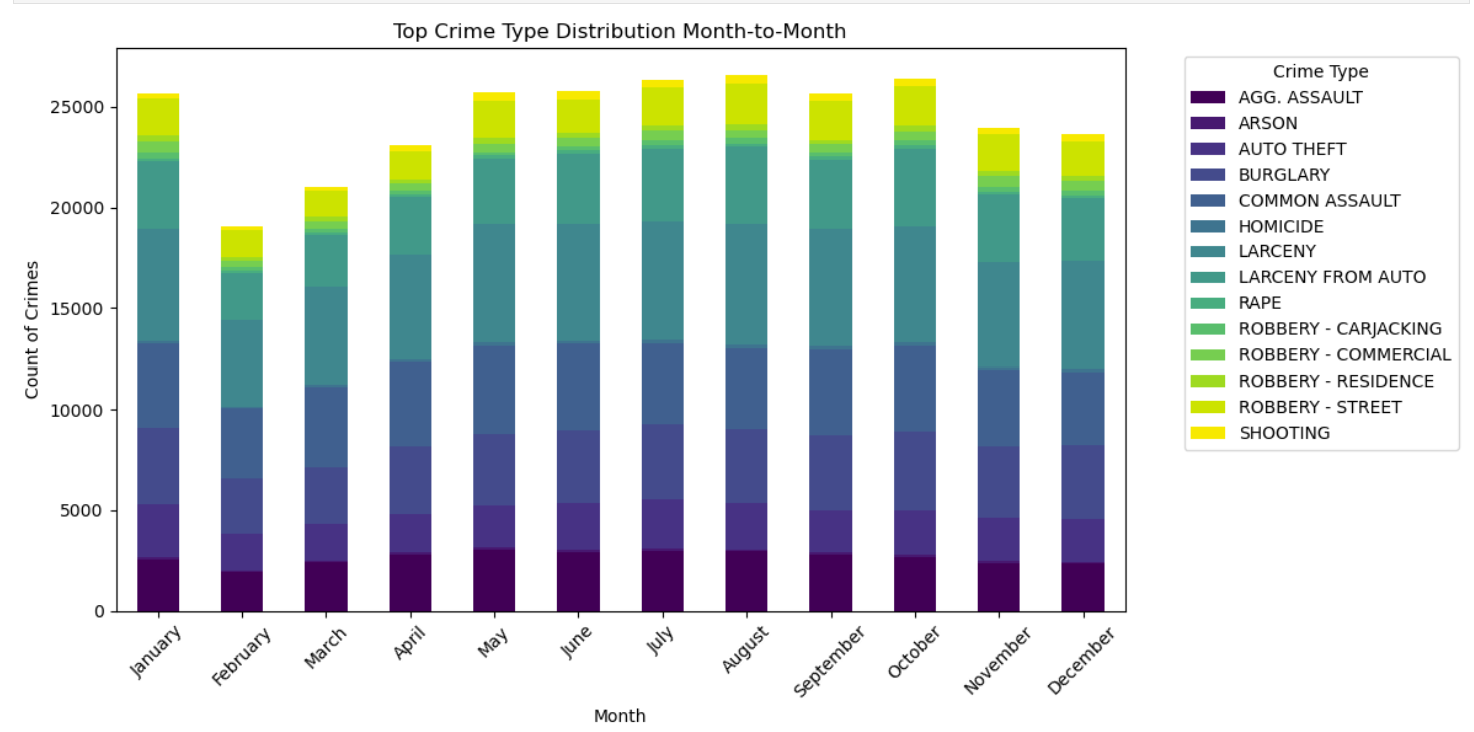 Top Crime Type Distribution Month-to-Month
Count of Crimes
25000
20000
15000
10000
5000
0
January
February
March
April
May
June
July
August
September
October
November
December
Month
Crime Type
AGG. ASSAULT
ARSON
AUTO THEFT
BURGLARY
COMMON ASSAULT
HOMICIDE
LARCENY
LARCENY FROM AUTO
RAPE
ROBBERY - CARJACKING
ROBBERY - COMMERCIAL
ROBBERY - RESIDENCE
ROBBERY - STREET
SHOOTING